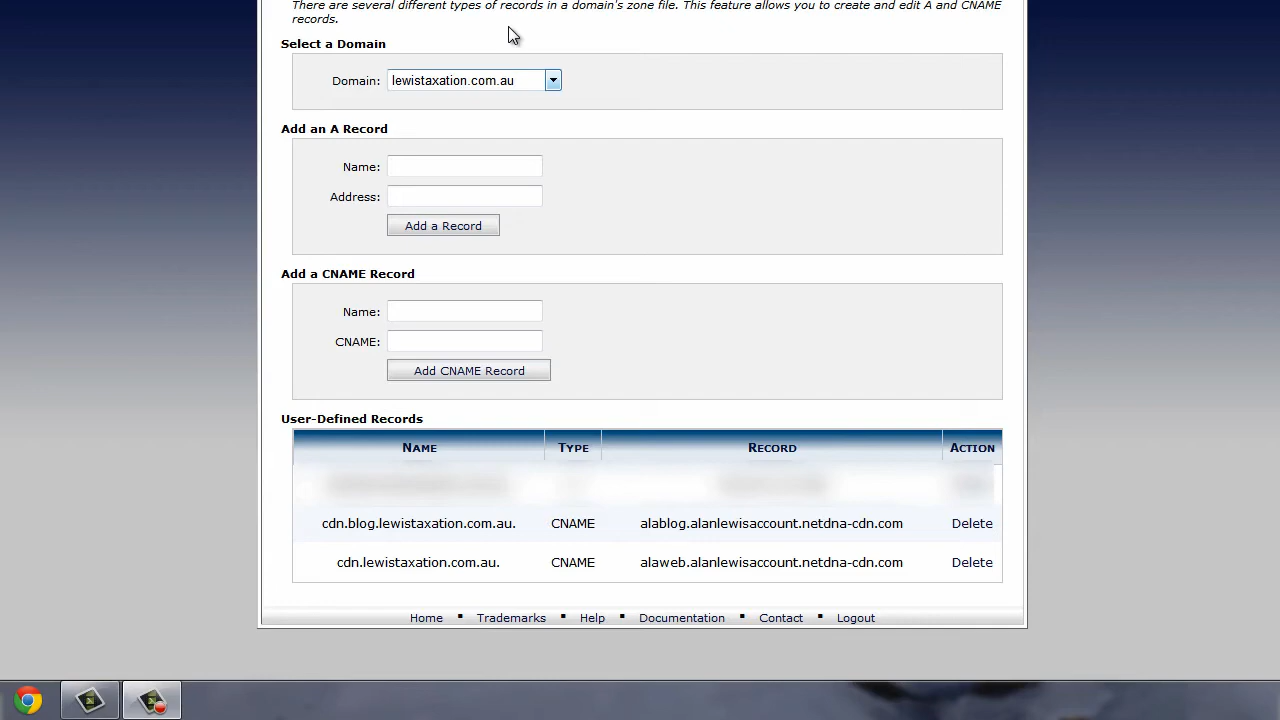 There are several different types of records in a domain's zone file. This feature allows you to create and edit A and CNAME
records.
Select a Domain
Domain: lewistaxation.com.au
Add an A Record
Name:
Address:
Add a Record
Add a CNAME Record
Name:
CNAME:
Add CNAME Record
User-Defined Records
NAME TYPE RECORD ACTION
cdn.blog.lewistaxation.com.au. CNAME alablog.alanlewisaccount.netdna-cdn.com Delete
cdn.lewistaxation.com.au. CNAME alaweb.alanlewisaccount.netdna-cdn.com Delete
Home Trademarks Help Documentation Contact Logout